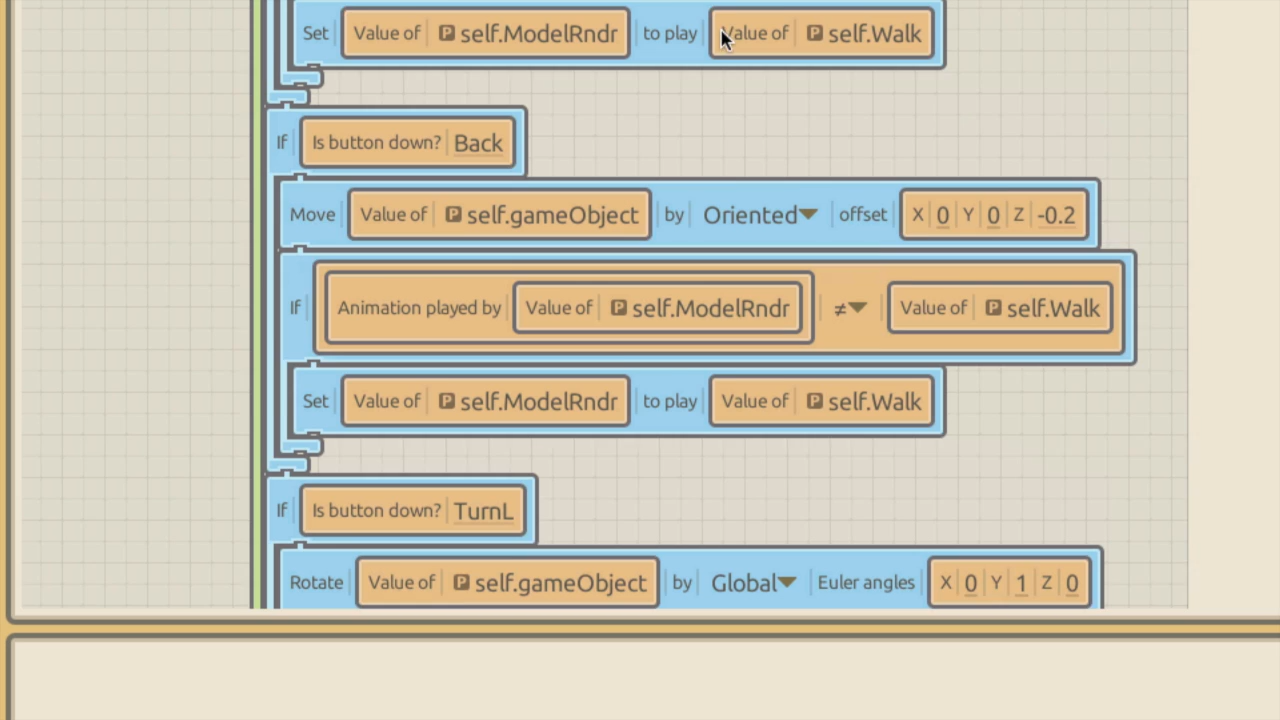 Set Value of P self.ModelRndr to play Value of P self.Walk
If Is button down? Back
Move Value of P self.gameObject by Oriented offset X 0 Y 0 Z -0.2
If Animation played by Value of P self.ModelRndr ≠ Value of P self.Walk
Set Value of P self.ModelRndr to play Value of P self.Walk
If Is button down? TurnL
Rotate Value of P self.gameObject by Global Euler angles X 0 Y 1 Z 0